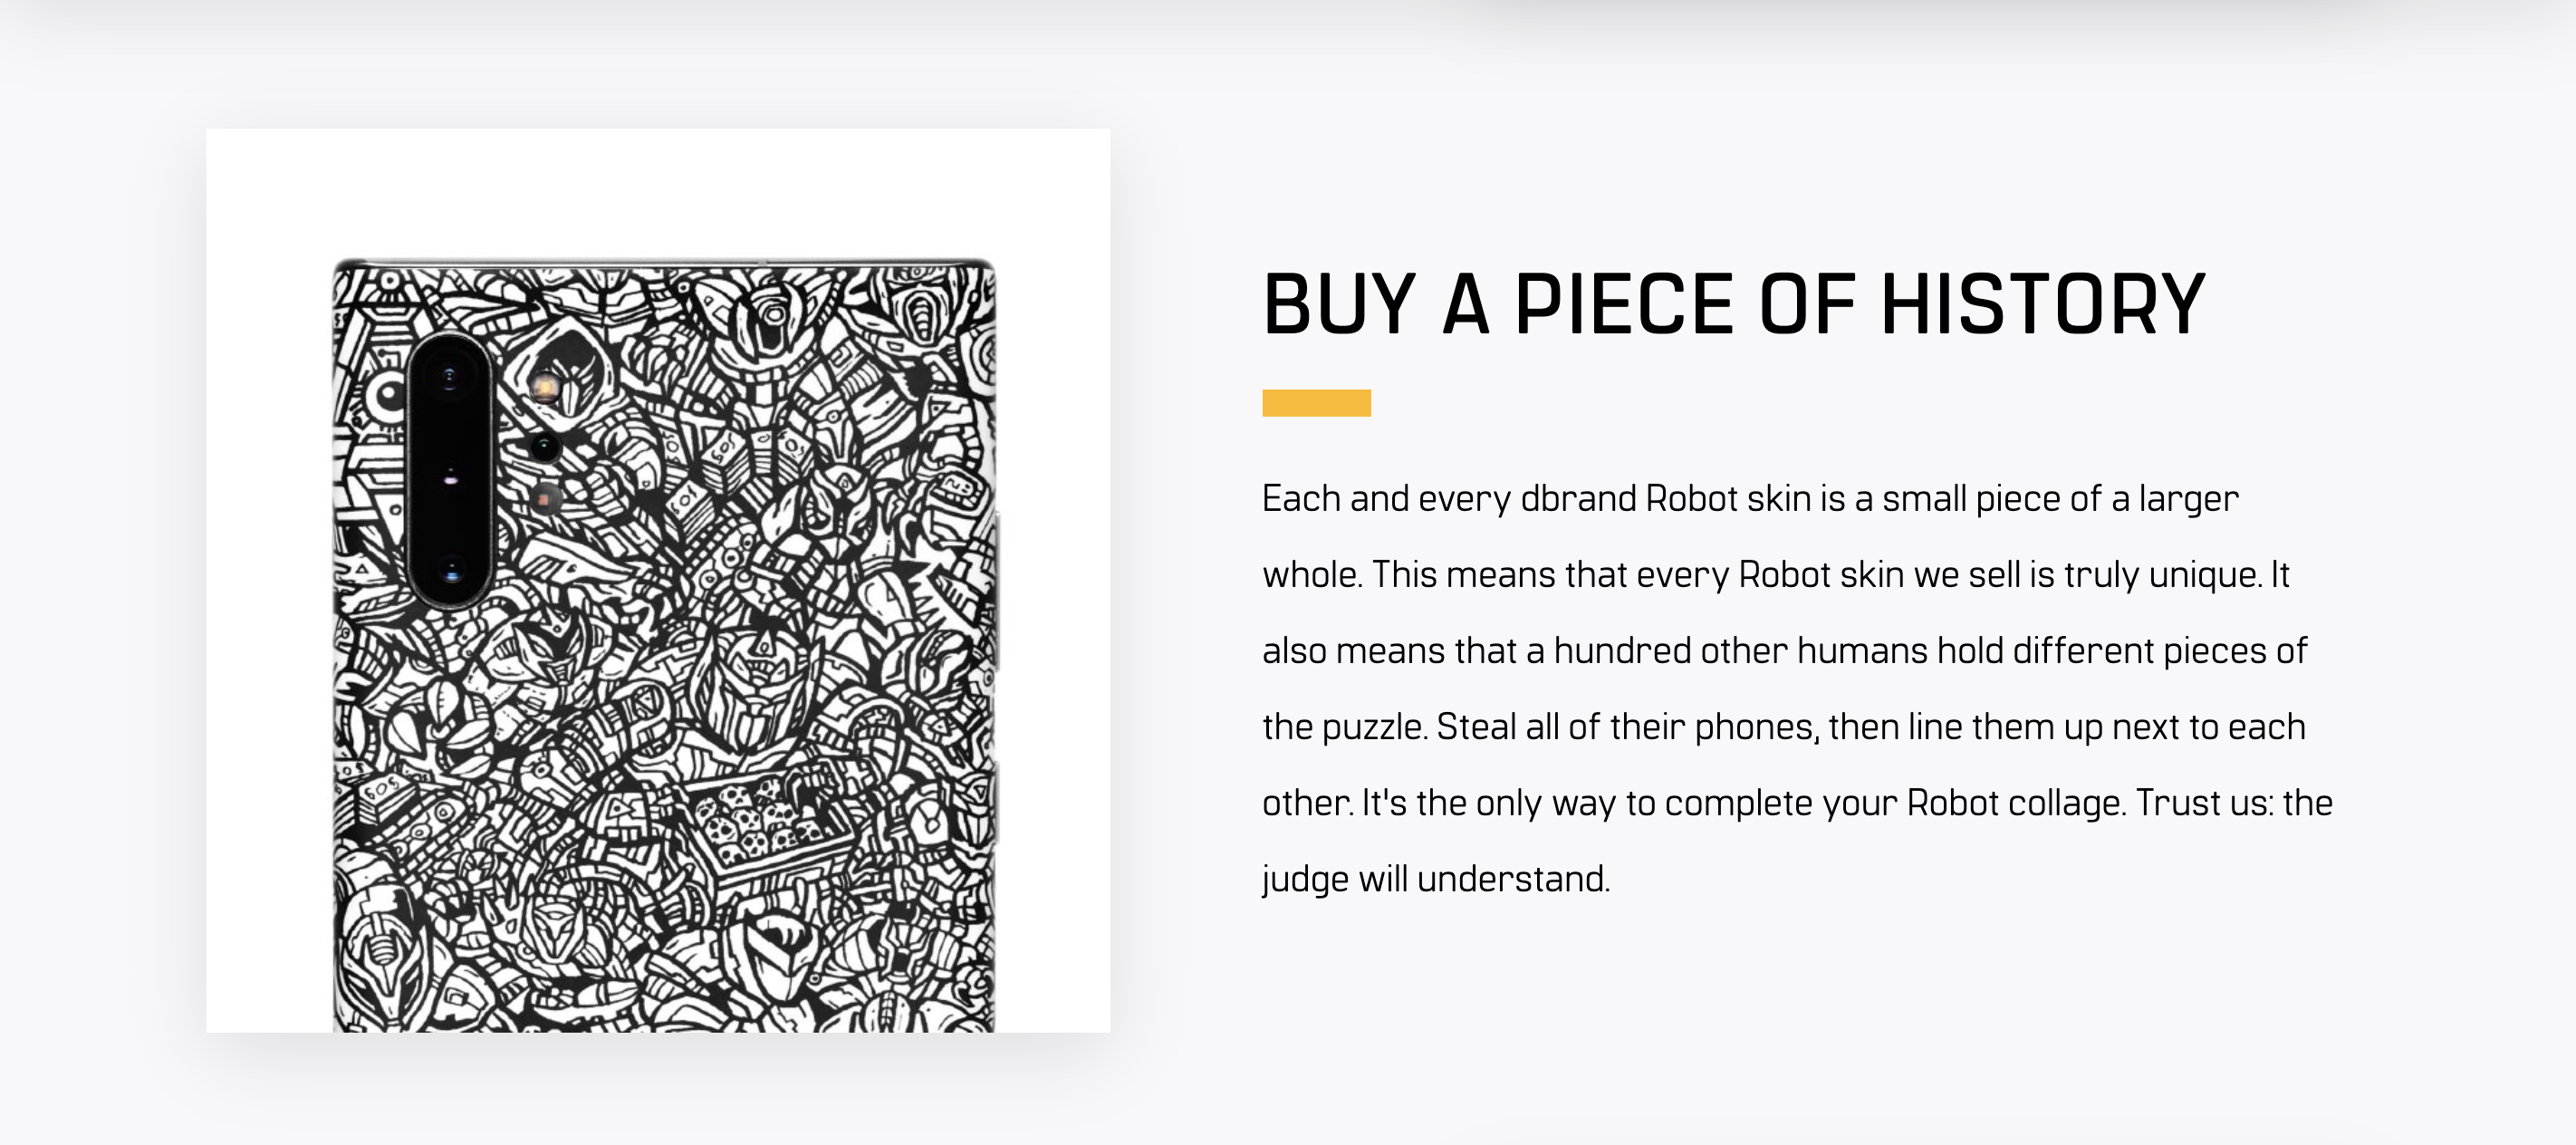 BUY A PIECE OF HISTORY
Each and every dbrand Robot skin is a small piece of a larger
whole. This means that every Robot skin we sell is truly unique. It
also means that a hundred other humans hold different pieces of
the puzzle. Steal all of their phones, then line them up next to each
other. It's the only way to complete your Robot collage. Trust us: the
judge will understand.